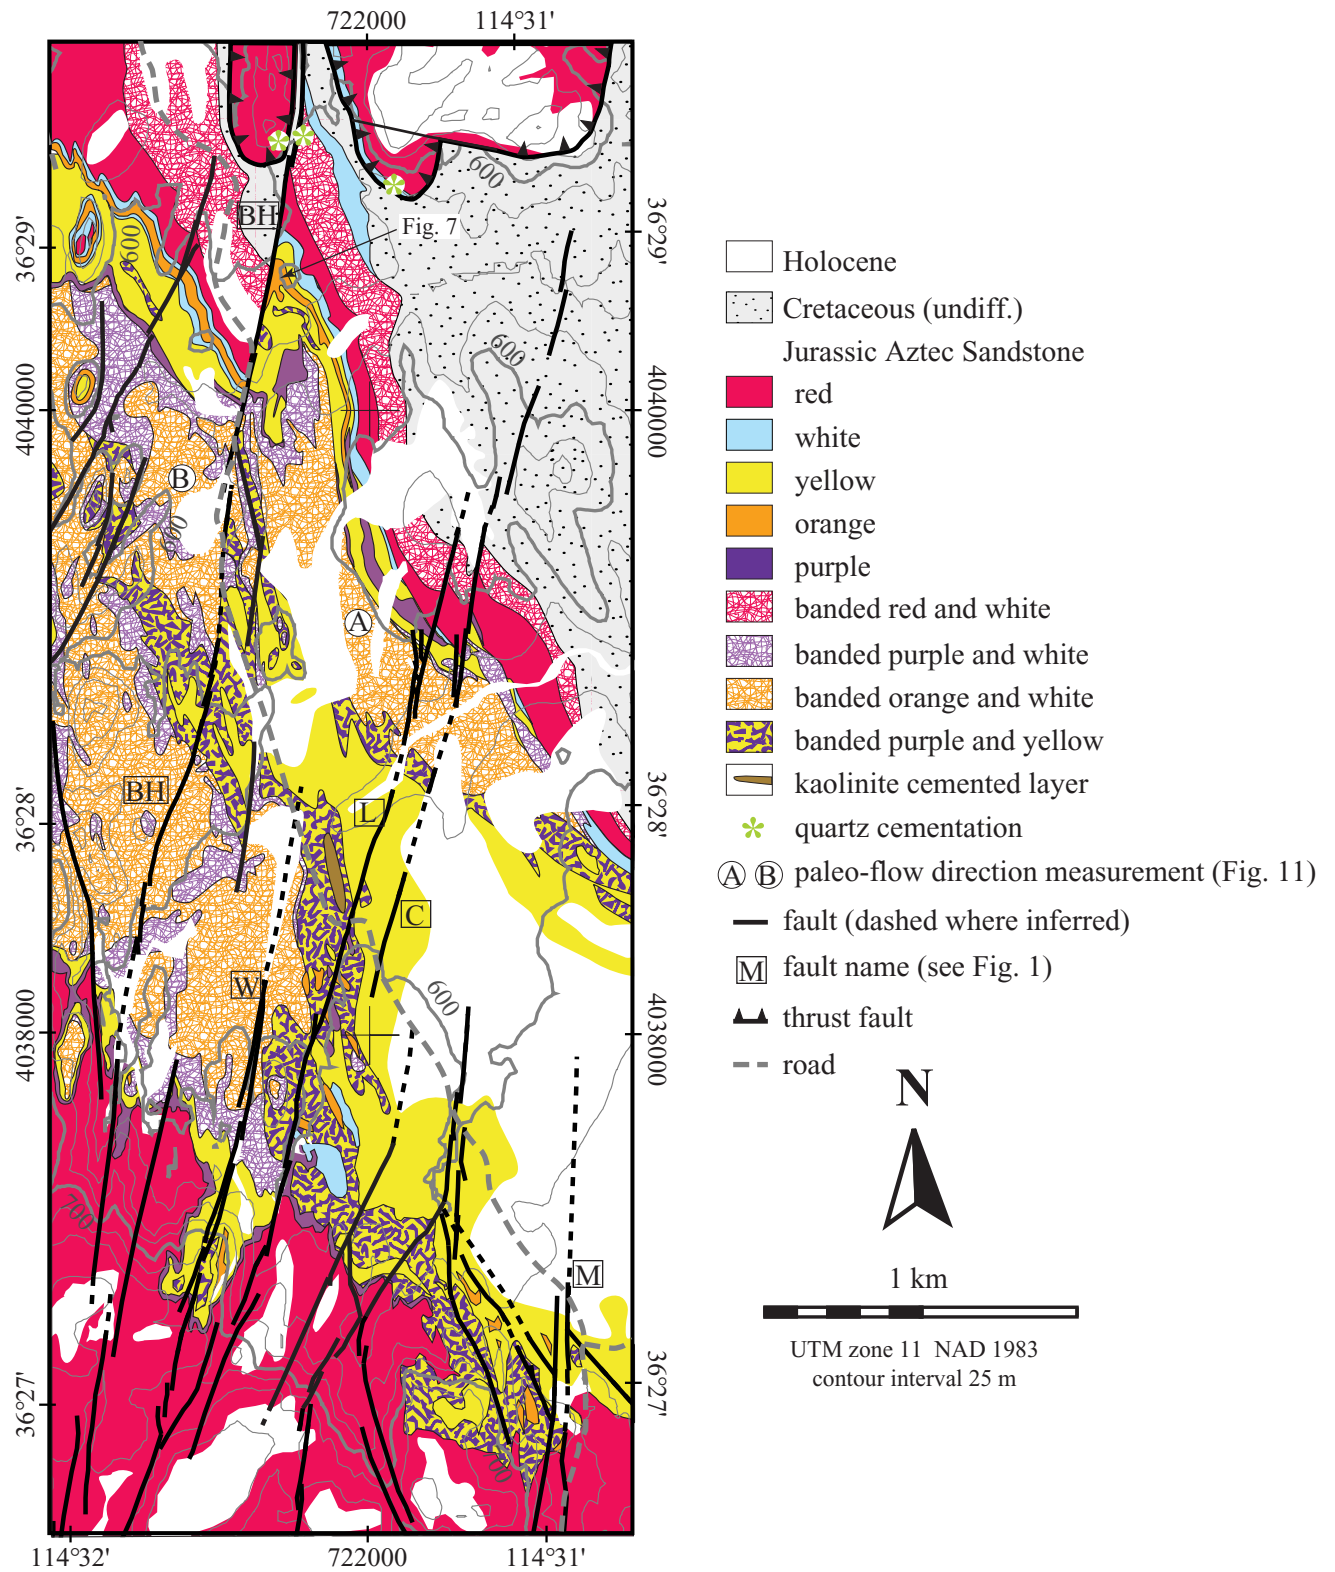 722000
114°31'
600
BH
Fig. 7
36°29'
600
36°29'
600
4040000
4040000
B
600
A
BH
L
36°28'
36°28'
C
W
600
4038000
4038000
700
M
36°27'
36°27'
700
114°32'
722000
114°31'
Holocene
Cretaceous (undiff.)
Jurassic Aztec Sandstone
red
white
yellow
orange
purple
banded red and white
banded purple and white
banded orange and white
banded purple and yellow
kaolinite cemented layer
quartz cementation
A B paleo-flow direction measurement (Fig. 11)
fault (dashed where inferred)
M fault name (see Fig. 1)
thrust fault
road
N
1 km
UTM zone 11 NAD 1983
contour interval 25 m